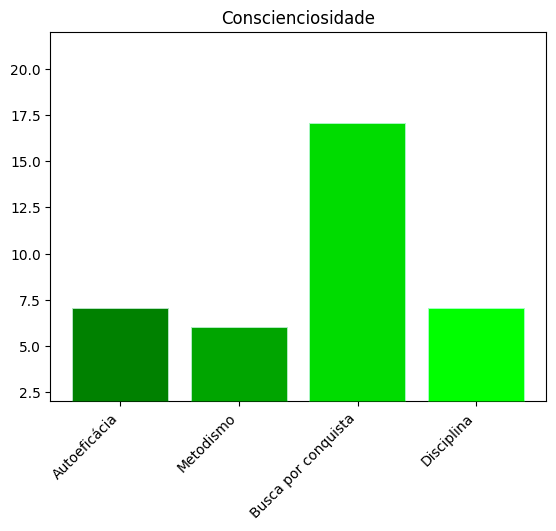 Conscienciosidade
20.0
17.5
15.0
12.5
10.0
7.5
5.0
2.5
Autoeficácia
Metodismo
Busca por conquista
Disciplina